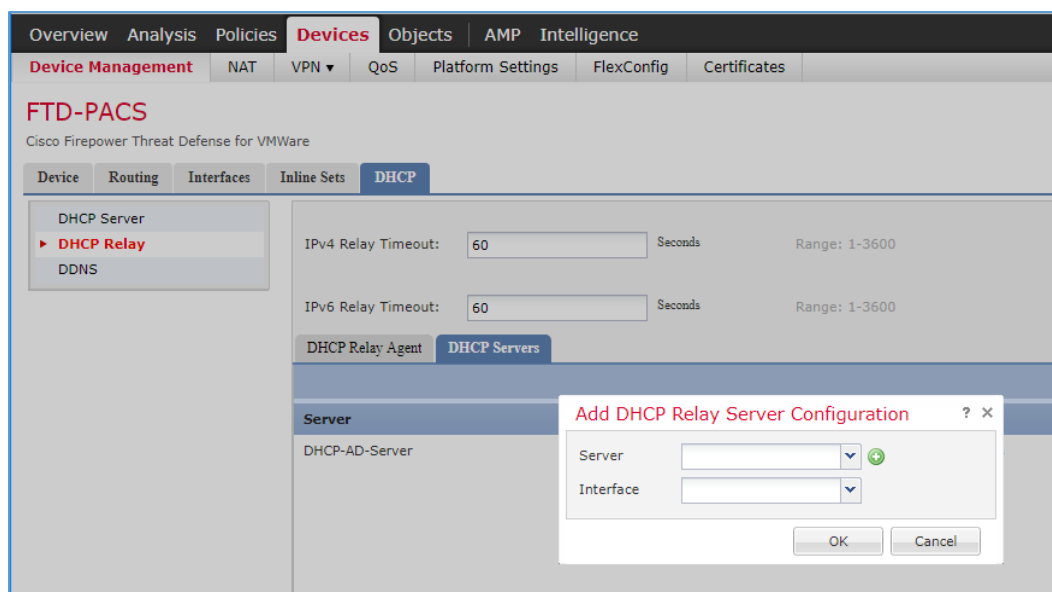 Overview Analysis Policies Devices Objects AMP Intelligence
Device Management NAT VPN QoS Platform Settings FlexConfig Certificates
FTD-PACS
Cisco Firepower Threat Defense for VMWare
Device Routing Interfaces Inline Sets DHCP
DHCP Server
DHCP Relay
DDNS
IPv4 Relay Timeout: 60 Seconds Range: 1-3600
IPv6 Relay Timeout: 60 Seconds Range: 1-3600
DHCP Relay Agent DHCP Servers
Server
DHCP-AD-Server
Add DHCP Relay Server Configuration ?
Server
Interface
OK Cancel